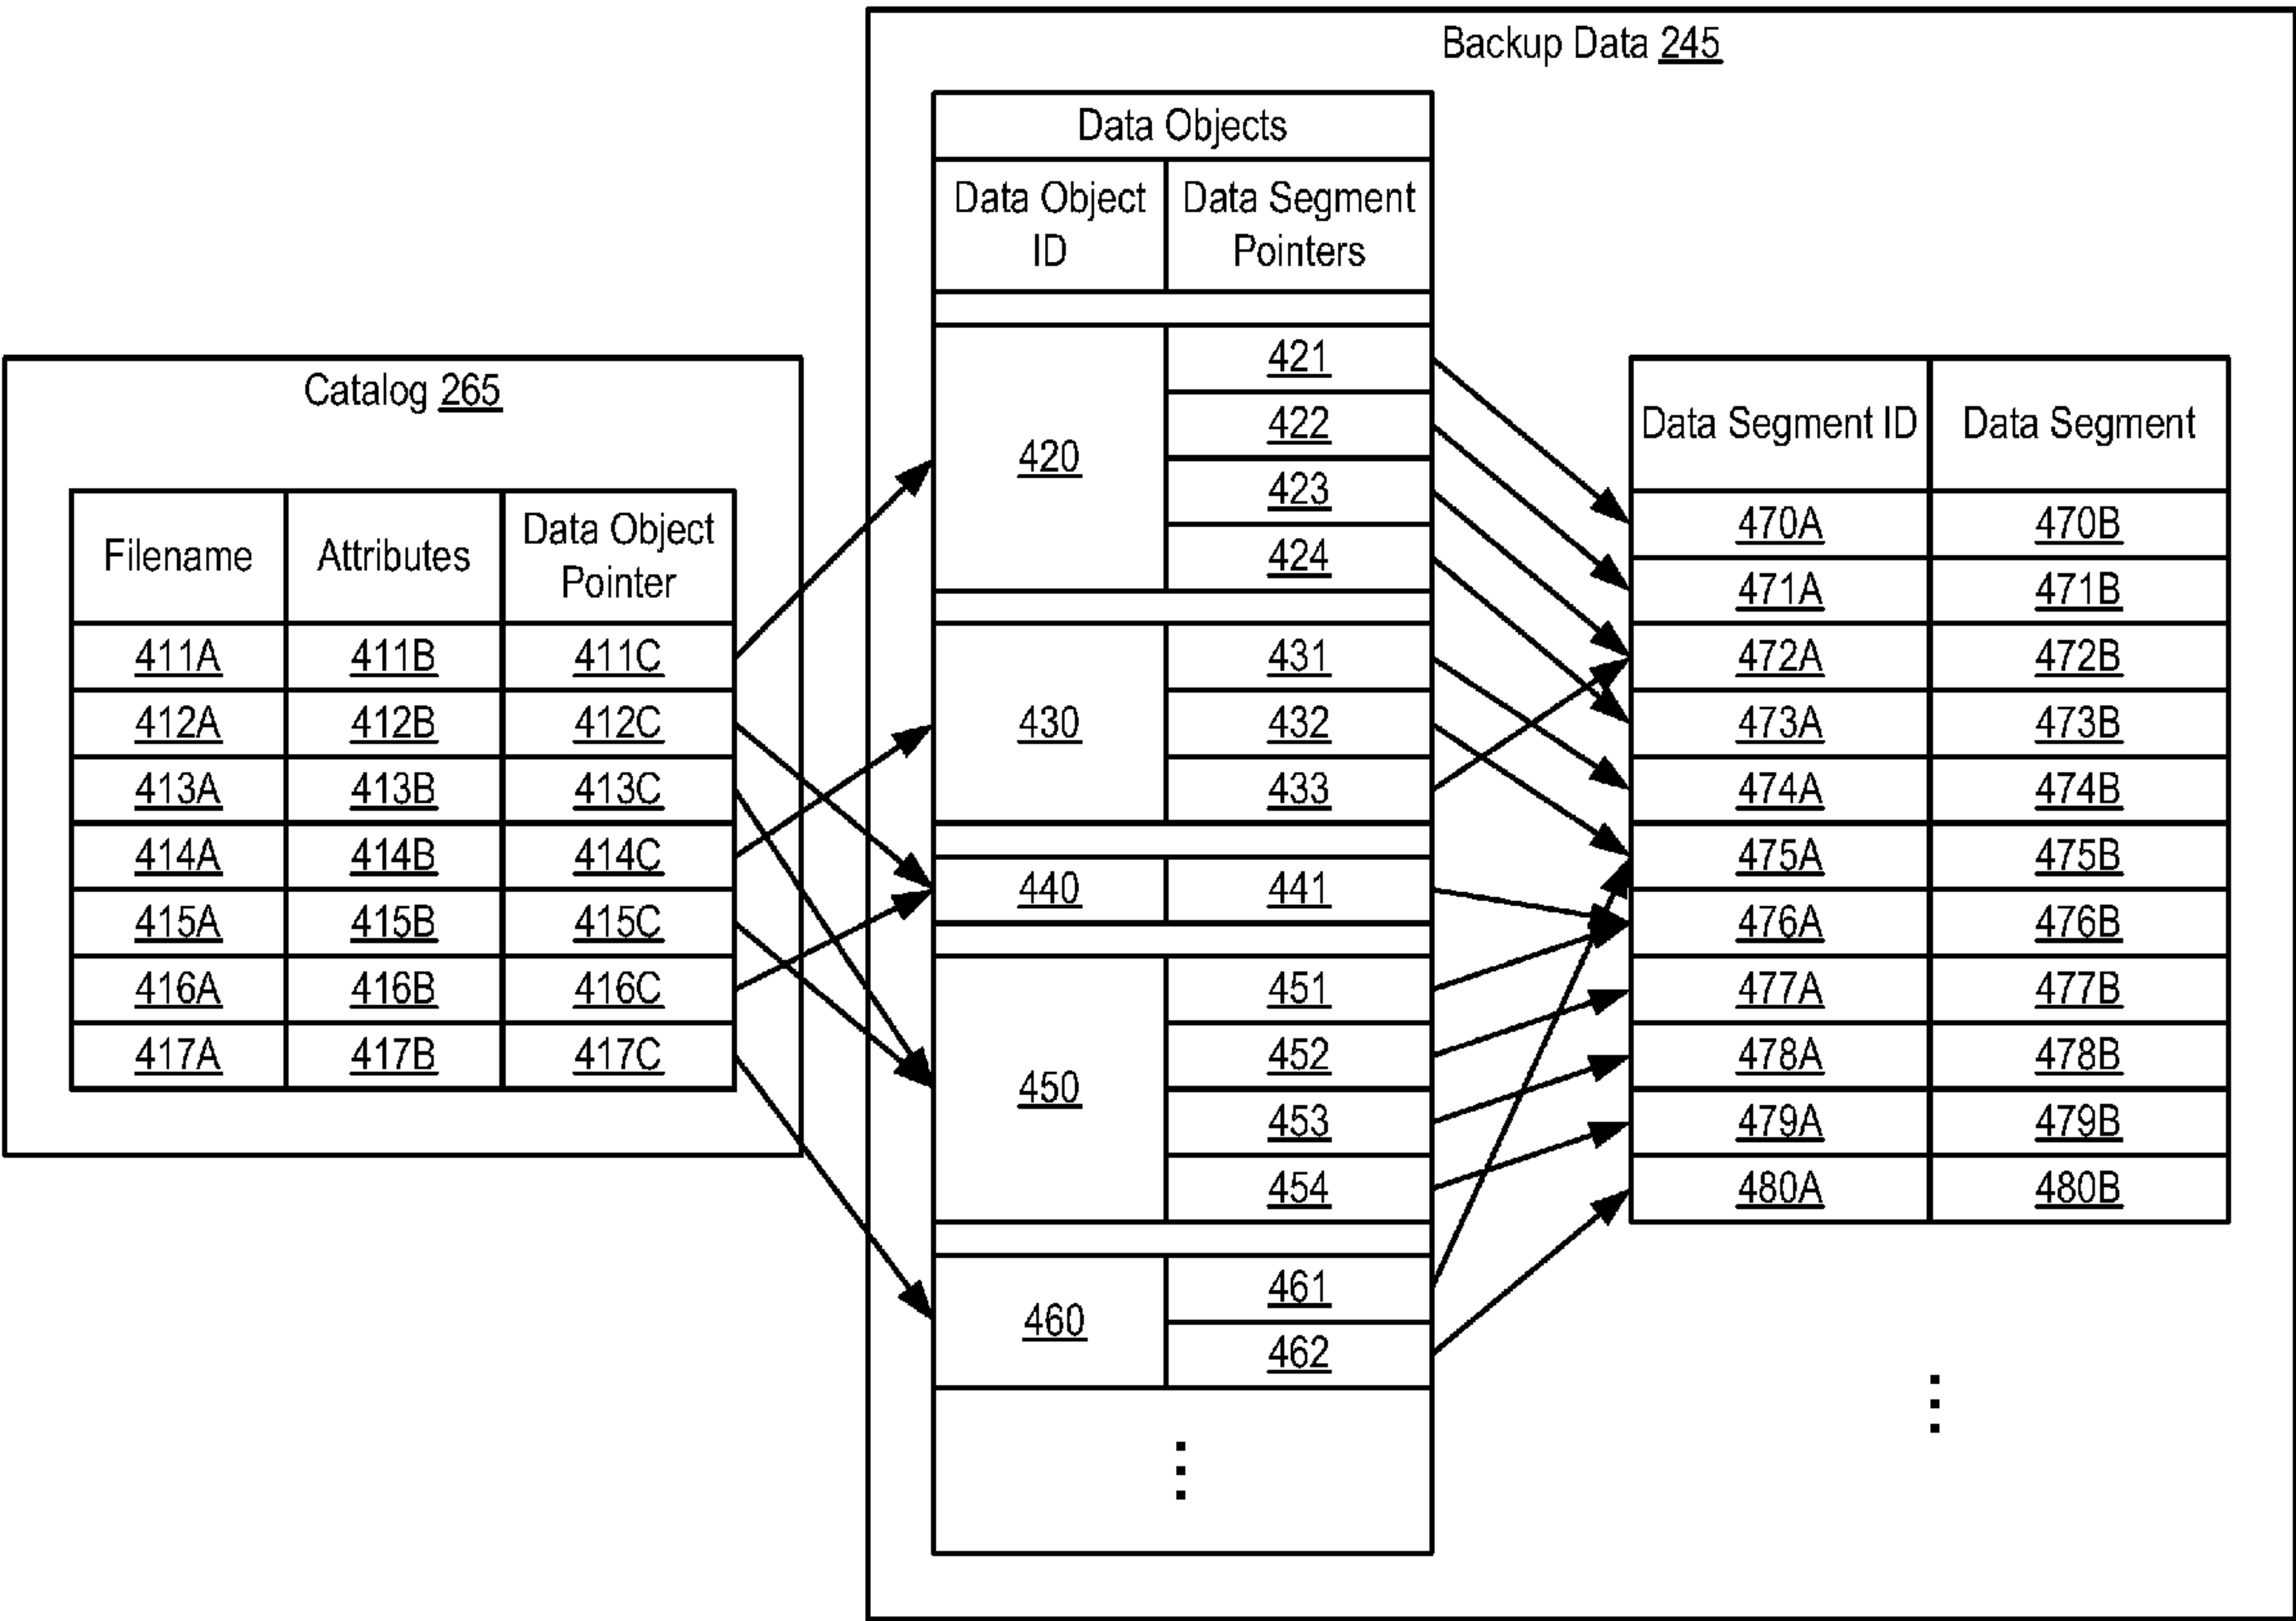 Backup Data 245
Data Objects
Data Object
ID
Data Segment
Pointers
420
421
422
423
424
430
431
432
433
440
441
450
451
452
453
454
460
461
462
Catalog 265
Filename
Attributes
Data Object
Pointer
411A 411B 411C
412A 412B 412C
413A 413B 413C
414A 414B 414C
415A 415B 415C
416A 416B 416C
417A 417B 417C
Data Segment ID Data Segment
470A 470B
471A 471B
472A 472B
473A 473B
474A 474B
475A 475B
476A 476B
477A 477B
478A 478B
479A 479B
480A 480B